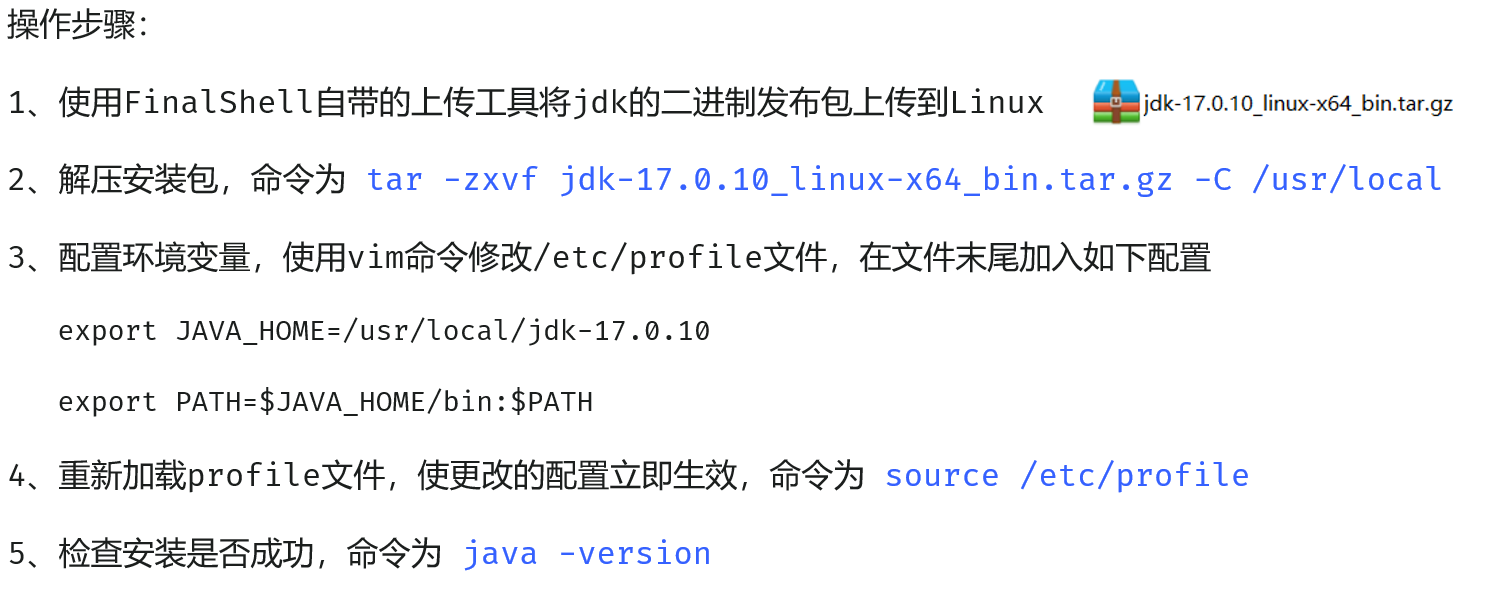 操作步骤：
1、使用FinalShell自带的上传工具将jdk的二进制发布包上传到Linux jdk-17.0.10_linux-x64_bin.tar.gz
2、解压安装包，命令为 tar -zxvf jdk-17.0.10_linux-x64_bin.tar.gz -C /usr/local
3、配置环境变量，使用vim命令修改/etc/profile文件，在文件末尾加入如下配置
export JAVA_HOME=/usr/local/jdk-17.0.10
export PATH=$JAVA_HOME/bin:$PATH
4、重新加载profile文件，使更改的配置立即生效，命令为 source /etc/profile
5、检查安装是否成功，命令为 java -version